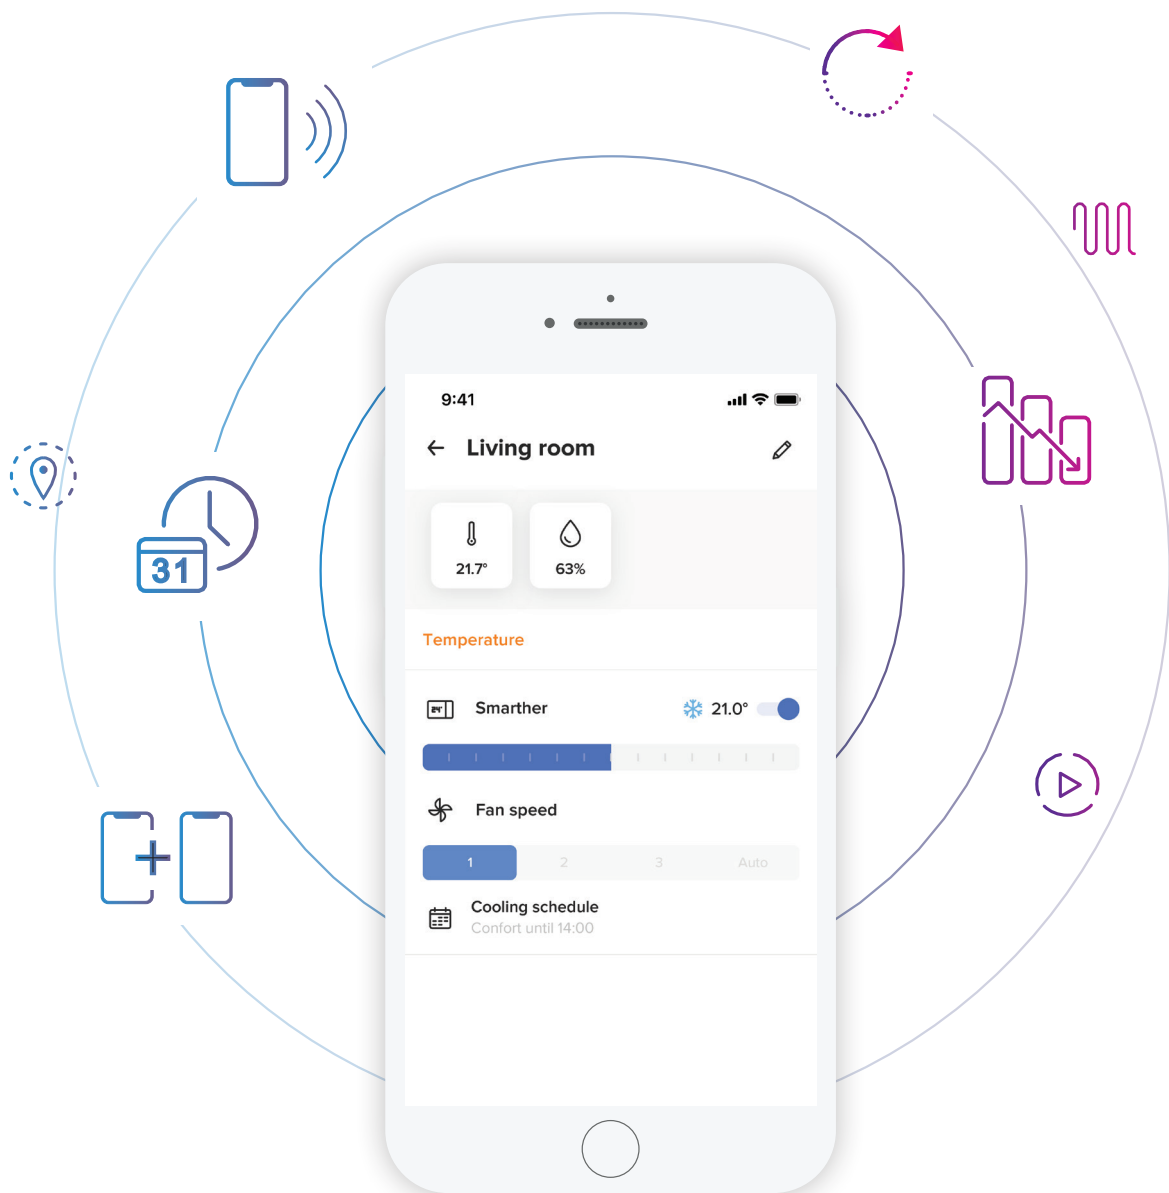 9:41
Living room
21.7°
63%
Temperature
Smarther
21.0°
Fan speed
1 2 3 Auto
Cooling schedule
Confort until 14:00
31